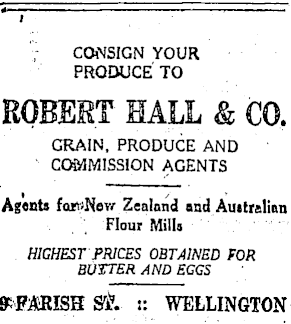 CONSIGN YOUR
PRODUCE TO
ROBERT HALL & CO.
GRAIN, PRODUCE AND
COMMISSION AGENTS
Agents for New Zealand and Australian
Flour Mills
HIGHEST PRICES OBTAINED FOR
BUTTER AND EGGS
9 FARISH ST. :: WELLINGTON